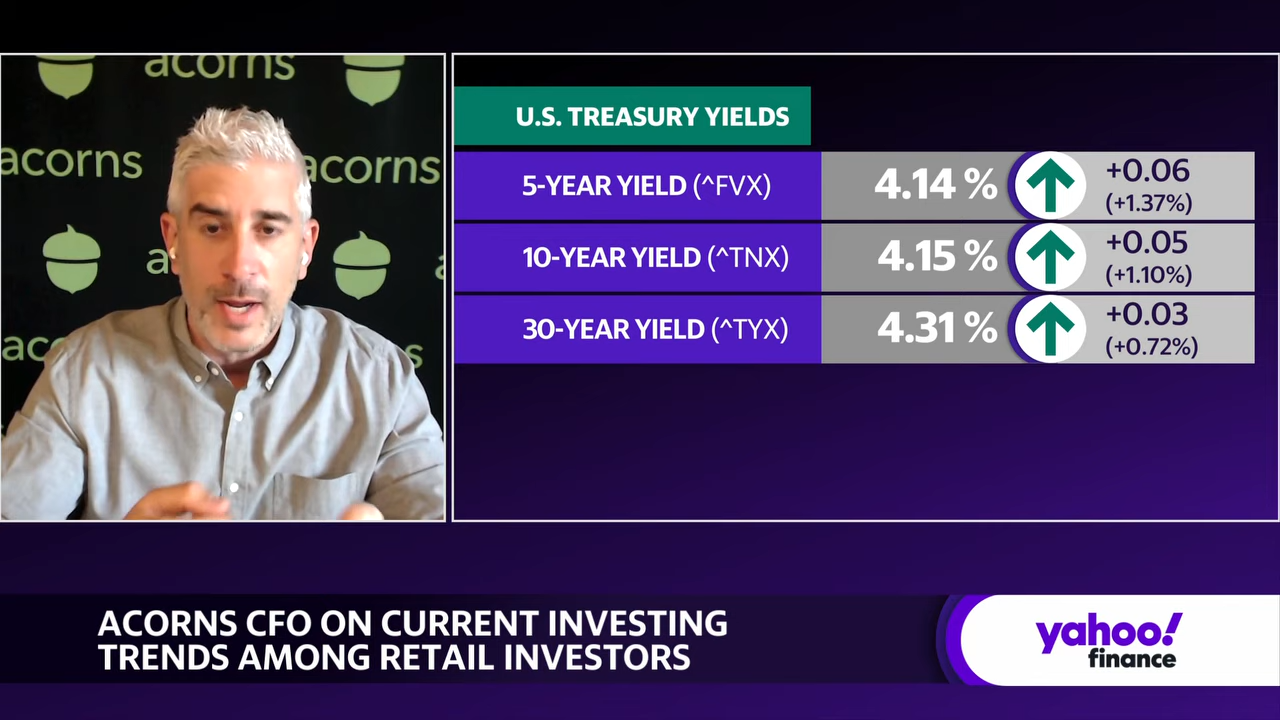 acorns
acorns
acorns
U.S. TREASURY YIELDS
5-YEAR YIELD (^FVX) 4.14 % +0.06 (+1.37%)
10-YEAR YIELD (^TNX) 4.15 % +0.05 (+1.10%)
30-YEAR YIELD (^TYX) 4.31 % +0.03 (+0.72%)
ACORNS CFO ON CURRENT INVESTING
TRENDS AMONG RETAIL INVESTORS
yahoo!
finance